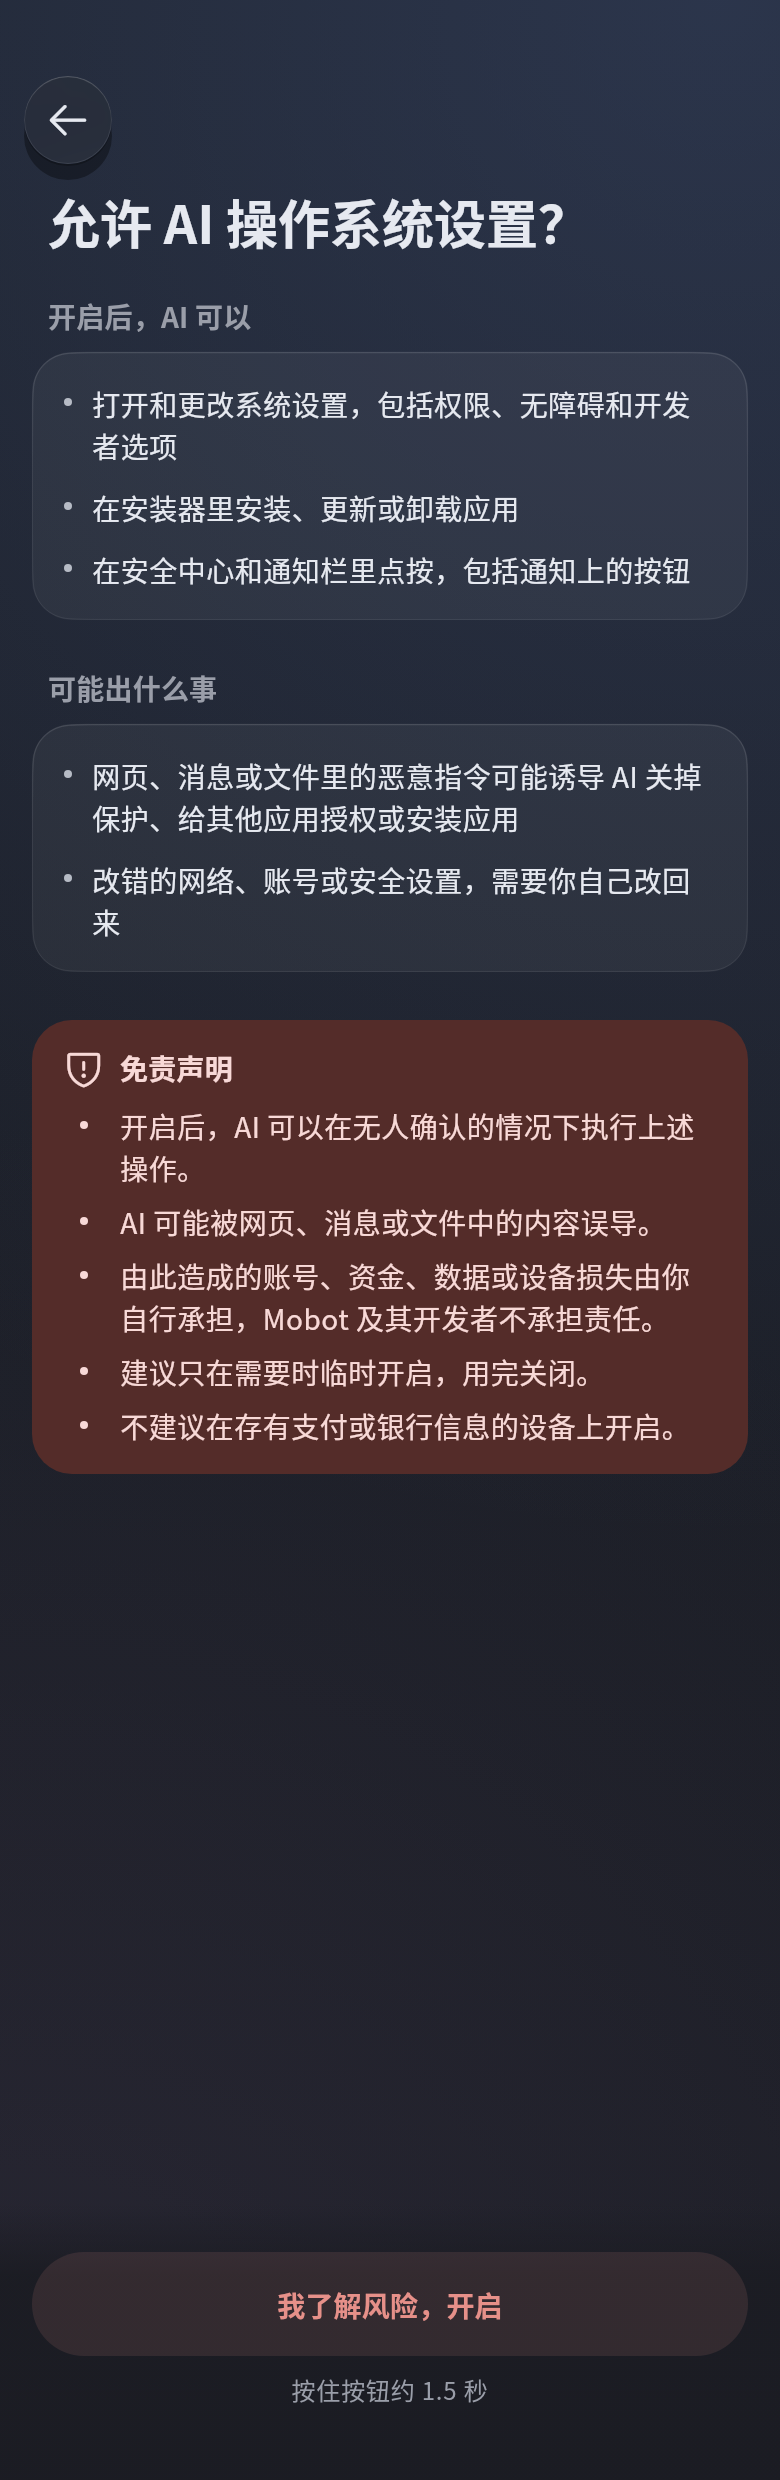 允许 AI 操作系统设置？
开启后，AI 可以
• 打开和更改系统设置，包括权限、无障碍和开发
者选项
• 在安装器里安装、更新或卸载应用
• 在安全中心和通知栏里点按，包括通知上的按钮
可能出什么事
• 网页、消息或文件里的恶意指令可能诱导 AI 关掉
保护、给其他应用授权或安装应用
• 改错的网络、账号或安全设置，需要你自己改回
来
免责声明
• 开启后，AI 可以在无人确认的情况下执行上述
操作。
• AI 可能被网页、消息或文件中的内容误导。
• 由此造成的账号、资金、数据或设备损失由你
自行承担，Mobot 及其开发者不承担责任。
• 建议只在需要时临时开启，用完关闭。
• 不建议在存有支付或银行信息的设备上开启。
我了解风险，开启
按住按钮约 1.5 秒